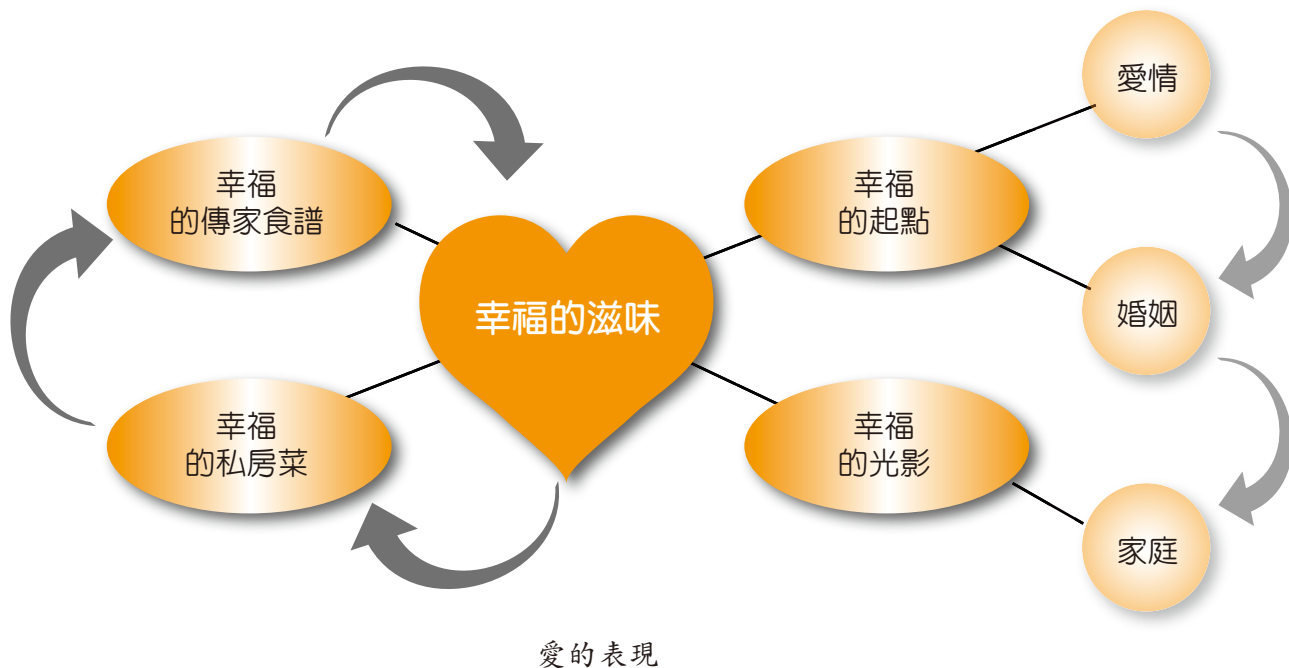 愛情
幸福
的傳家食譜
幸福
的起點
幸福的滋味
婚姻
幸福
的私房菜
幸福
的光影
家庭
愛的表現